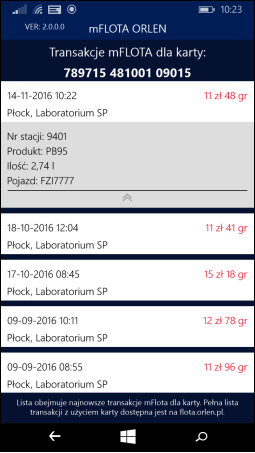 10:23
VER: 2.0.0.0 mFLOTA ORLEN
Transakcje mFLOTA dla karty:
789715 481001 09015
14-11-2016 10:22 11 zł 48 gr
Płock, Laboratorium SP
Nr stacji: 9401
Produkt: PB95
Ilość: 2,74 l
Pojazd: FZI7777
18-10-2016 12:04 11 zł 41 gr
Płock, Laboratorium SP
17-10-2016 08:45 15 zł 18 gr
Płock, Laboratorium SP
09-09-2016 10:11 12 zł 78 gr
Płock, Laboratorium SP
09-09-2016 08:55 11 zł 96 gr
Płock, Laboratorium SP
Lista obejmuje najnowsze transakcje mFlota dla karty. Pełna lista
transakcji z użyciem karty dostępna jest na flota.orlen.pl.